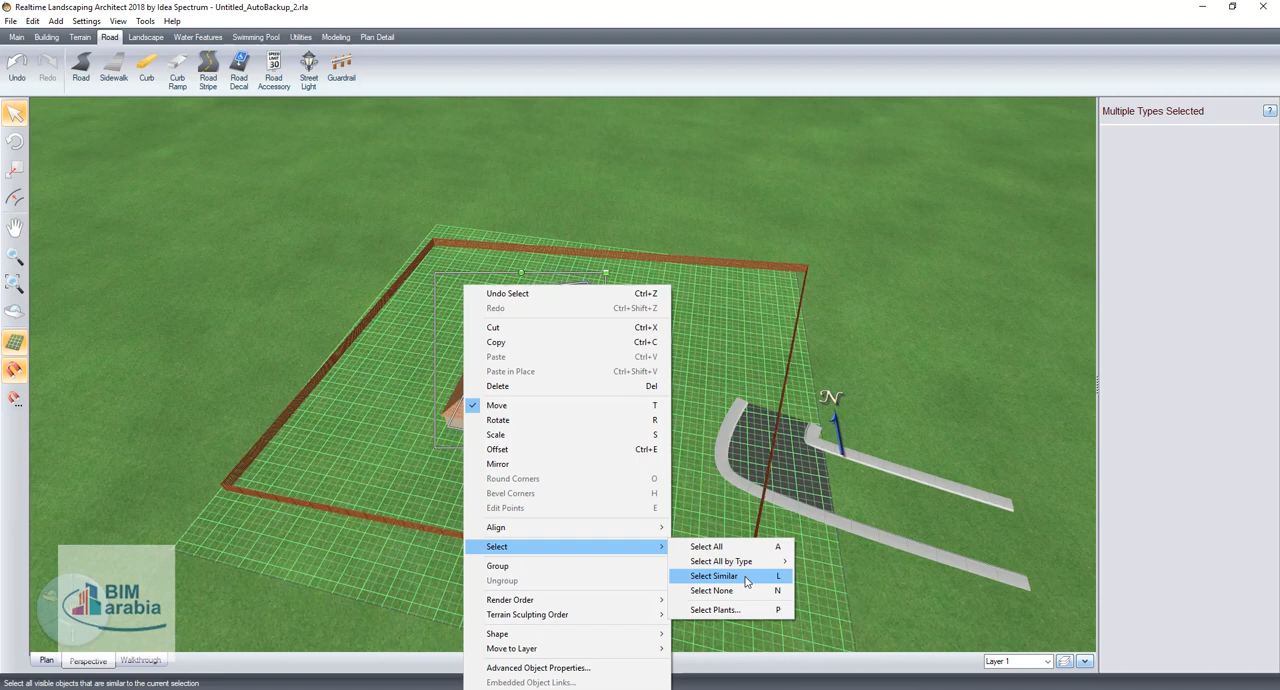 Realtime Landscaping Architect 2018 by Idea Spectrum - Untitled_AutoBackup_2.rla
File Edit Add Settings View Tools Help
Main Building Terrain Road Landscape Water Features Swimming Pool Utilities Modeling Plan Detail
Undo Redo Road Sidewalk Curb Curb Ramp Road Stripe Road Decal Road Accessory Street Light Guardrail
SPEED LIMIT 30
Multiple Types Selected
?
N
Undo Select Ctrl+Z
Redo Ctrl+Shift+Z
Cut Ctrl+X
Copy Ctrl+C
Paste Ctrl+V
Paste in Place Ctrl+Shift+V
Delete Del
Move T
Rotate R
Scale S
Offset Ctrl+E
Mirror
Round Corners O
Bevel Corners H
Edit Points E
Align
Select
Group
Ungroup
Render Order
Terrain Sculpting Order
Shape
Move to Layer
Advanced Object Properties...
Embedded Object Links...
Select All A
Select All by Type
Select Similar L
Select None N
Select Plants... P
BIM
arabia
Plan Perspective Walkthrough
Layer 1
Select all visible objects that are similar to the current selection